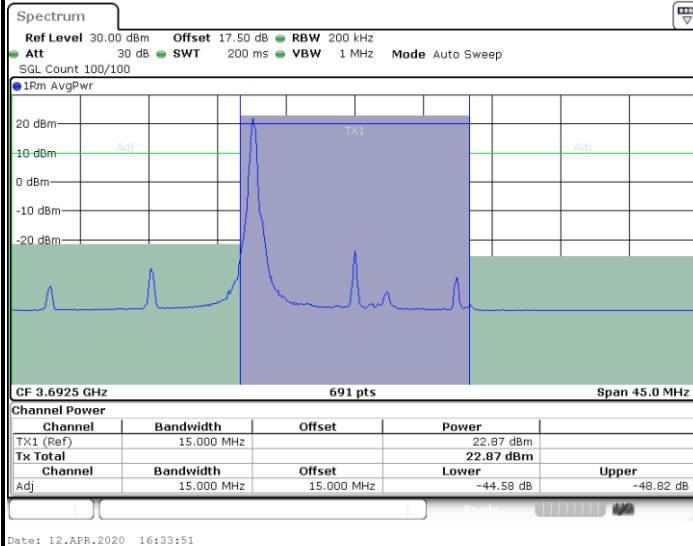 Spectrum
Ref Level 30.00 dBm Offset 17.50 dB RBW 200 kHz
Att 30 dB SWT 200 ms VBW 1 MHz Mode Auto Sweep
SGL Count 100/100
1Rm AvgPwr
TX1
20 dBm
Adj Adj
10 dBm
0 dBm
-10 dBm
-20 dBm
CF 3.6925 GHz 691 pts Span 45.0 MHz
Channel Power
Channel Bandwidth Offset Power
TX1 (Ref) 15.000 MHz 22.87 dBm
Tx Total 22.87 dBm
Channel Bandwidth Offset Lower Upper
Adj 15.000 MHz 15.000 MHz -44.58 dB -48.82 dB
Ready
Date: 12.APR.2020 16:33:51